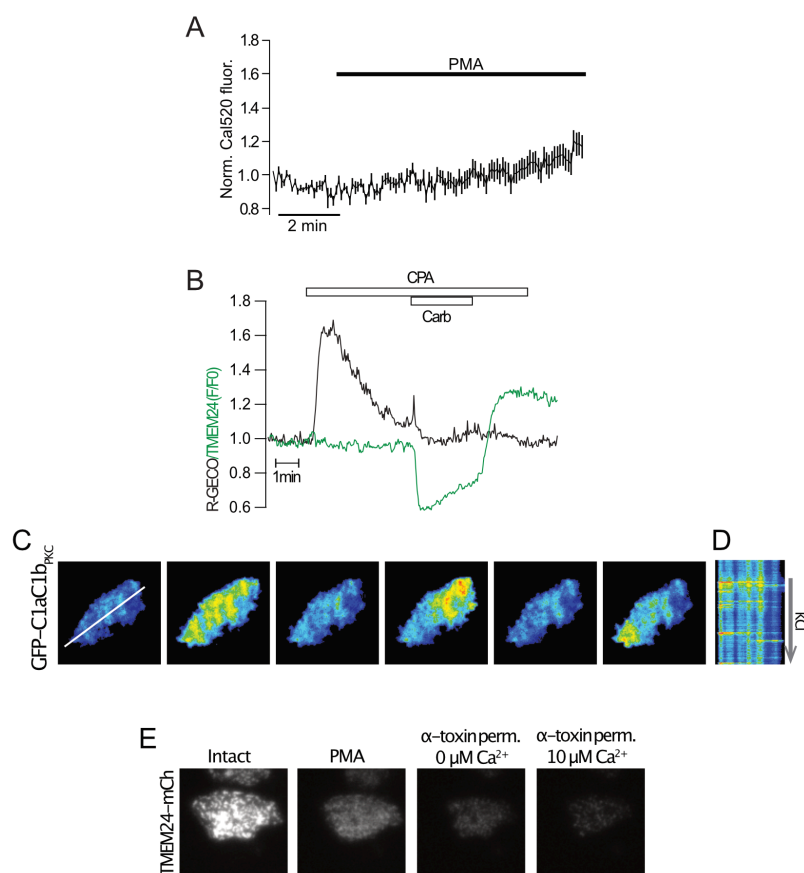 A
PMA
1.6
1.4
1.2
1.0
0.8
Norm. Cal520 fluor.
2 min
B
CPA
Carb
1.8
1.6
1.4
1.2
1.0
0.8
0.6
R-GECO/TMEM24 (F/F0)
1min
C
D
GFP–C1aC1bPKC
KCl
E
Intact
PMA
α–toxin perm.
0 µM Ca2+
α–toxin perm.
10 µM Ca2+
TMEM24–mCh